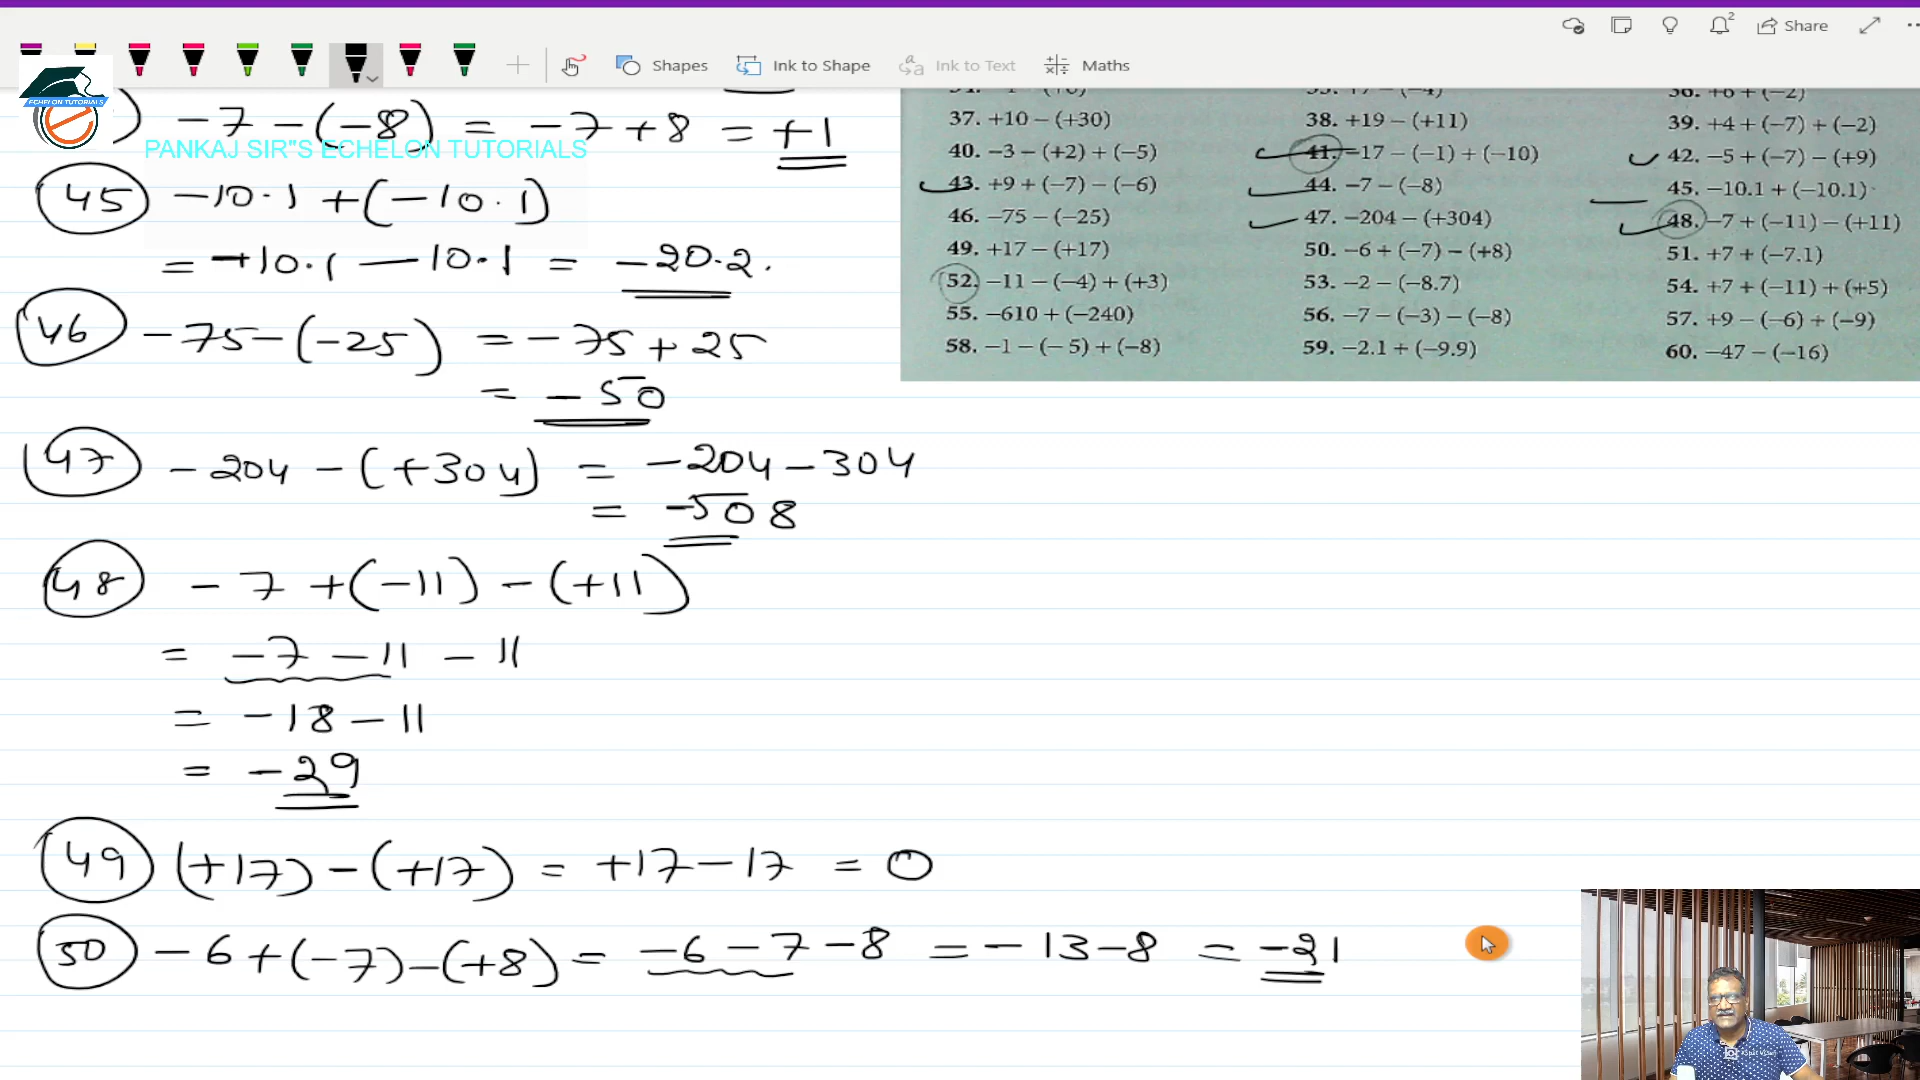 2
Share
Shapes
Ink to Shape
Ink to Text
Maths
ECHELON TUTORIALS
PANKAJ SIR"S ECHELON TUTORIALS
) -7-(-8) = -7+8 = +1
45 -10.1 +(-10.1)
= -10.1 - 10.1 = -20.2.
46 -75-(-25) = -75+25
= -50
47 -204 -(+304) = -204-304
= -508
48 -7 +(-11) - (+11)
= -7 -11 - 11
= -18 - 11
= -29
49 (+17)-(+17) = +17-17 = 0
50 -6+(-7)-(+8) = -6 -7 -8 = -13-8 = -21
36. +6 + (−2)
37. +10 − (+30) 38. +19 − (+11) 39. +4 + (−7) + (−2)
40. −3 − (+2) + (−5) 41. −17 − (−1) + (−10) 42. −5 + (−7) − (+9)
43. +9 + (−7) − (−6) 44. −7 − (−8) 45. −10.1 + (−10.1)
46. −75 − (−25) 47. −204 − (+304) 48. −7 + (−11) − (+11)
49. +17 − (+17) 50. −6 + (−7) − (+8) 51. +7 + (−7.1)
52. −11 − (−4) + (+3) 53. −2 − (−8.7) 54. +7 + (−11) + (+5)
55. −610 + (−240) 56. −7 − (−3) − (−8) 57. +9 − (−6) + (−9)
58. −1 − (− 5) + (−8) 59. −2.1 + (−9.9) 60. −47 − (−16)